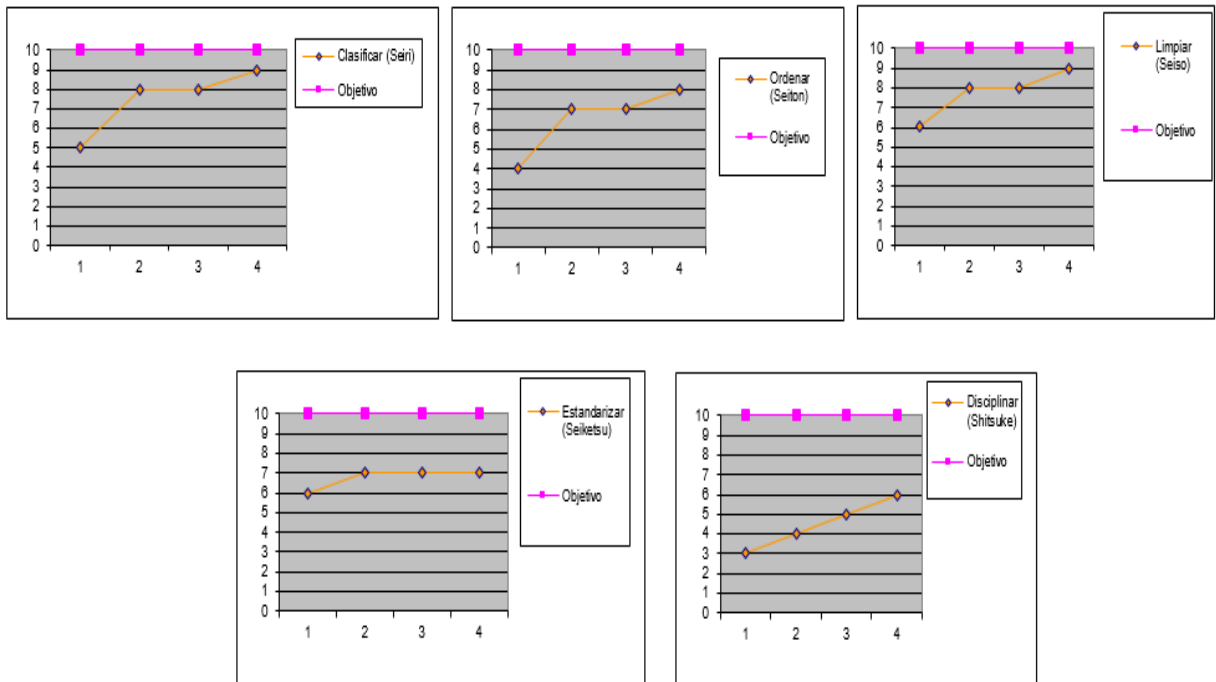 10
9
8
7
6
5
4
3
2
1
0
1 2 3 4
Clasificar (Seiri)
Objetivo
10
9
8
7
6
5
4
3
2
1
0
1 2 3 4
Ordenar
(Seiton)
Objetivo
10
9
8
7
6
5
4
3
2
1
0
1 2 3 4
Limpiar
(Seiso)
Objetivo
10
9
8
7
6
5
4
3
2
1
0
1 2 3 4
Estandarizar
(Seiketsu)
Objetivo
10
9
8
7
6
5
4
3
2
1
0
1 2 3 4
Disciplinar
(Shitsuke)
Objetivo